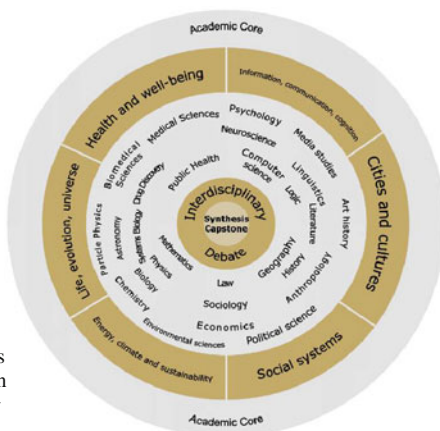 Academic Core
Health and well-being
Information, communication, cognition
Life, evolution, universe
Cities and cultures
Energy, climate and sustainability
Social systems
Academic Core
Psychology
Medical Sciences
Neuroscience
Media studies
Biomedical
Sciences
Public Health
Computer
science
Linguistics
Drug Discovery
Logic
Literature
Art history
Particle Physics
Astronomy
Systems Biology
Mathematics
Physics
Biology
Chemistry
Geography
History
Anthropology
Law
Sociology
Economics
Environmental sciences
Political science
Interdisciplinary
Synthesis
Capstone
Debate
s
n